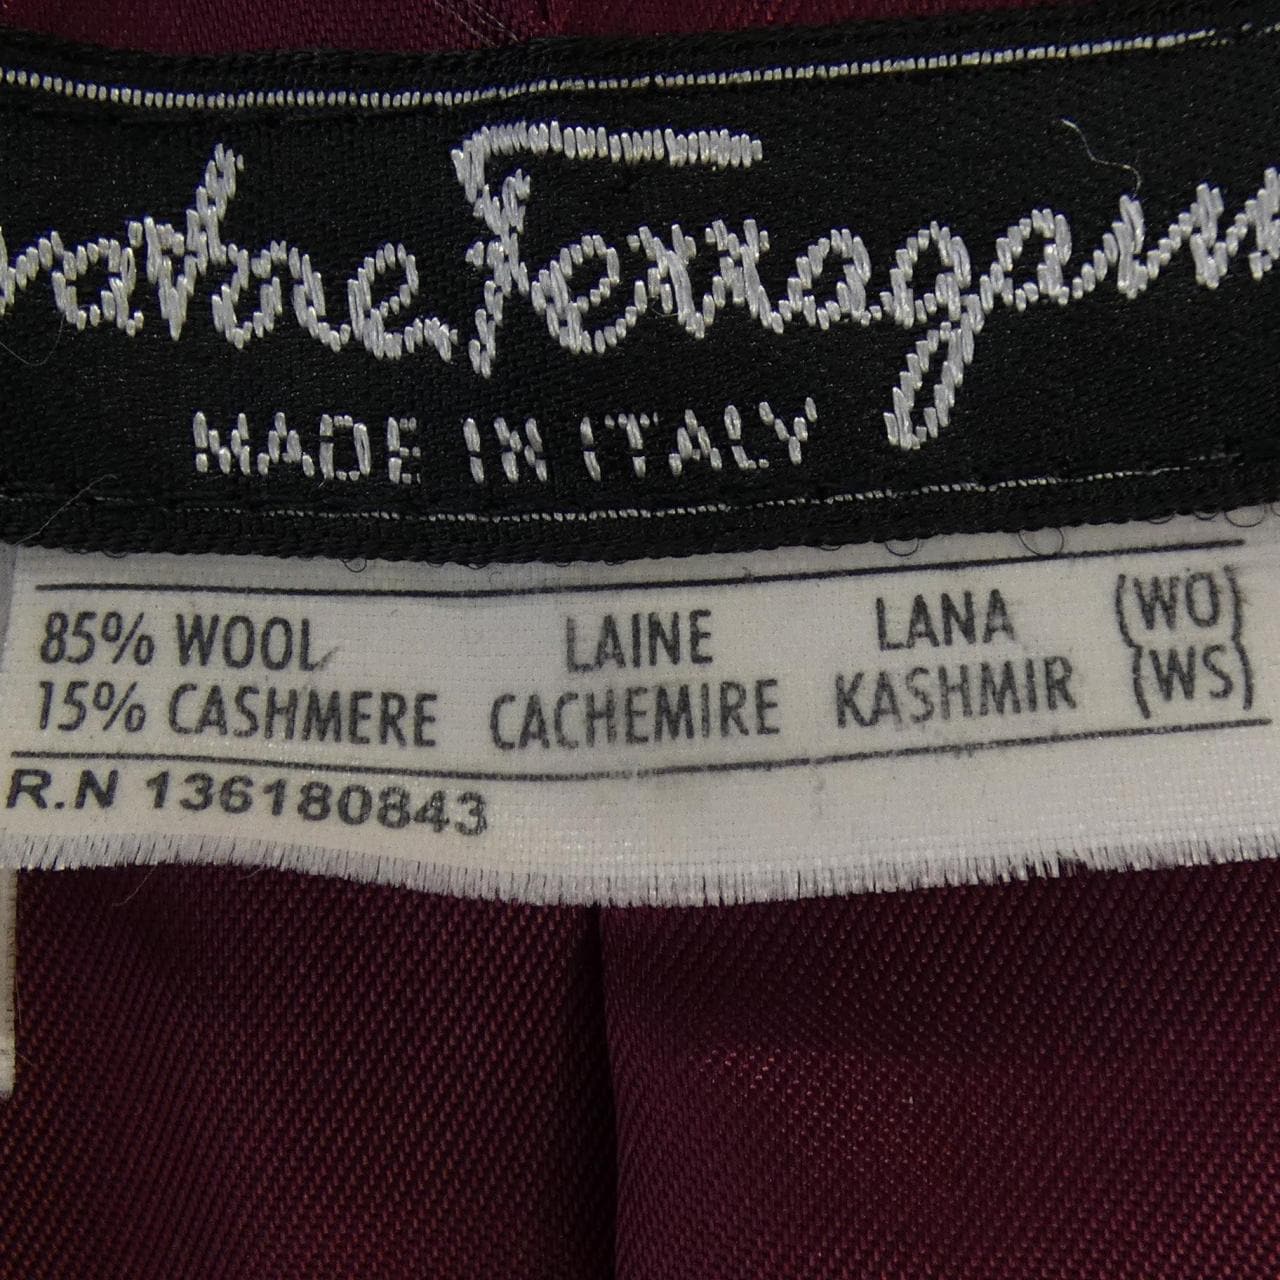 Ferragam
MADE IN ITALY
85% WOOL LAINE LANA (WO)
15% CASHMERE CACHEMIRE KASHMIR (WS)
R.N 136180843